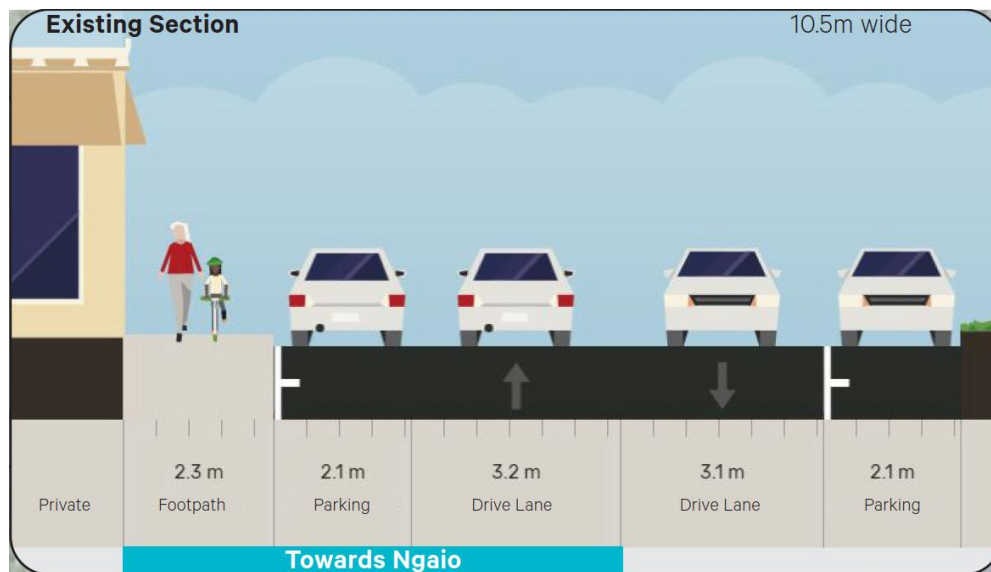 Existing Section
10.5m wide
2.3 m
2.1 m
3.2 m
3.1 m
2.1 m
Private
Footpath
Parking
Drive Lane
Drive Lane
Parking
Towards Ngaio